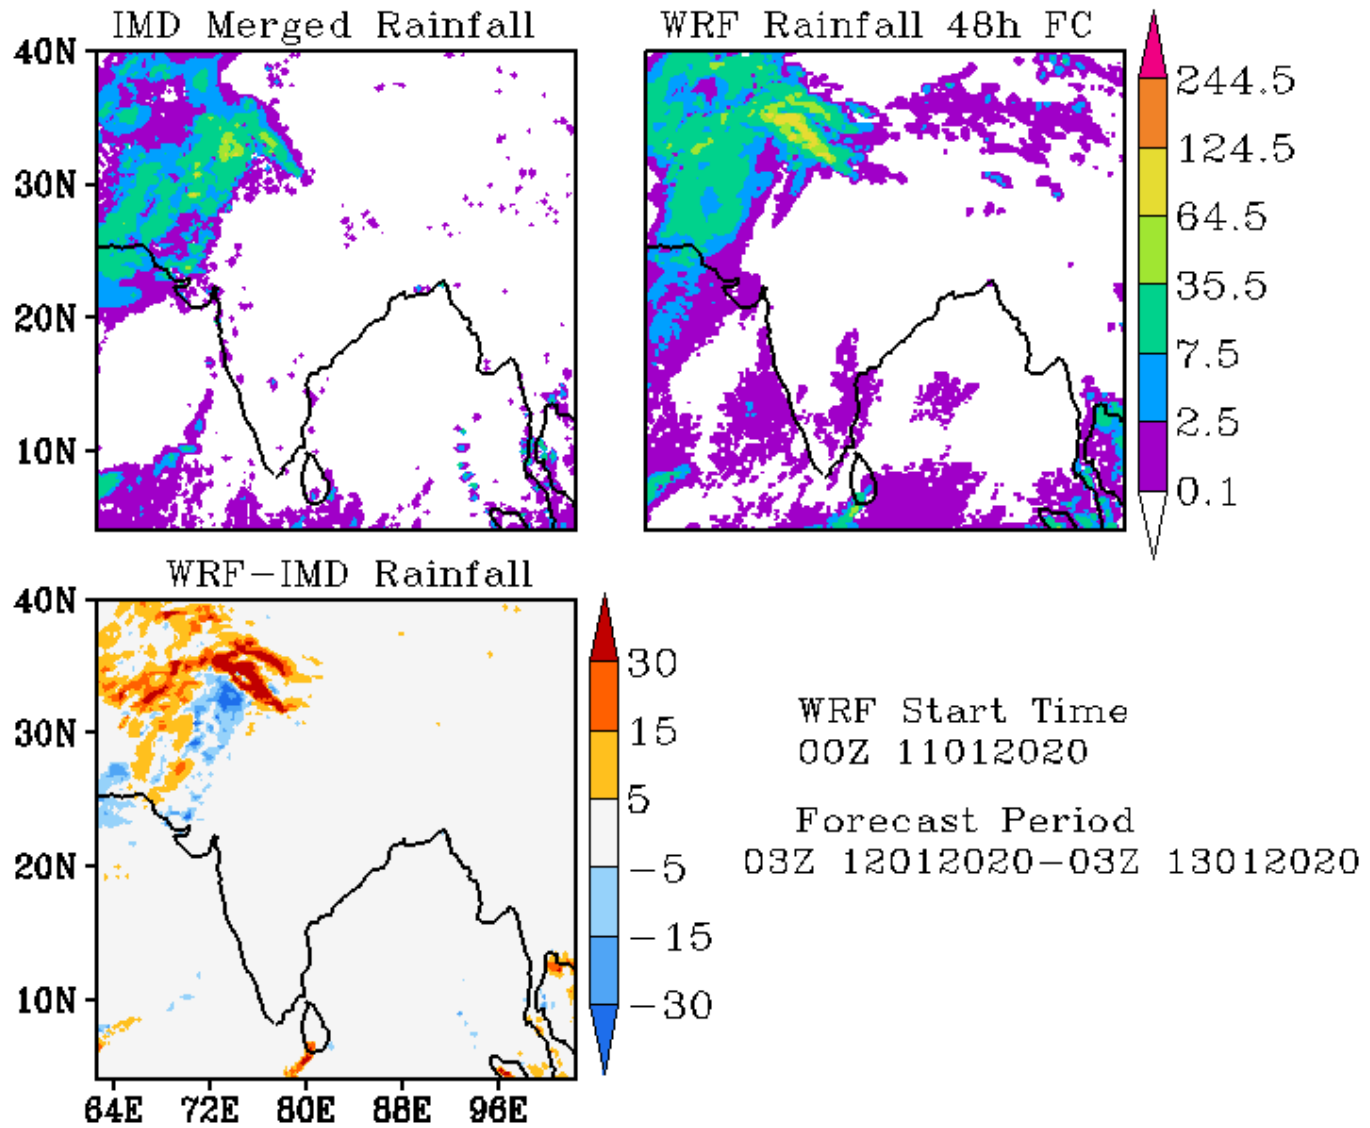 IMD Merged Rainfall
WRF Rainfall 48h FC
40N
30N
20N
10N
244.5
124.5
64.5
35.5
7.5
2.5
0.1
WRF-IMD Rainfall
40N
30N
20N
10N
64E 72E 80E 88E 96E
30
15
5
-5
-15
-30
WRF Start Time
00Z 11012020
Forecast Period
03Z 12012020-03Z 13012020